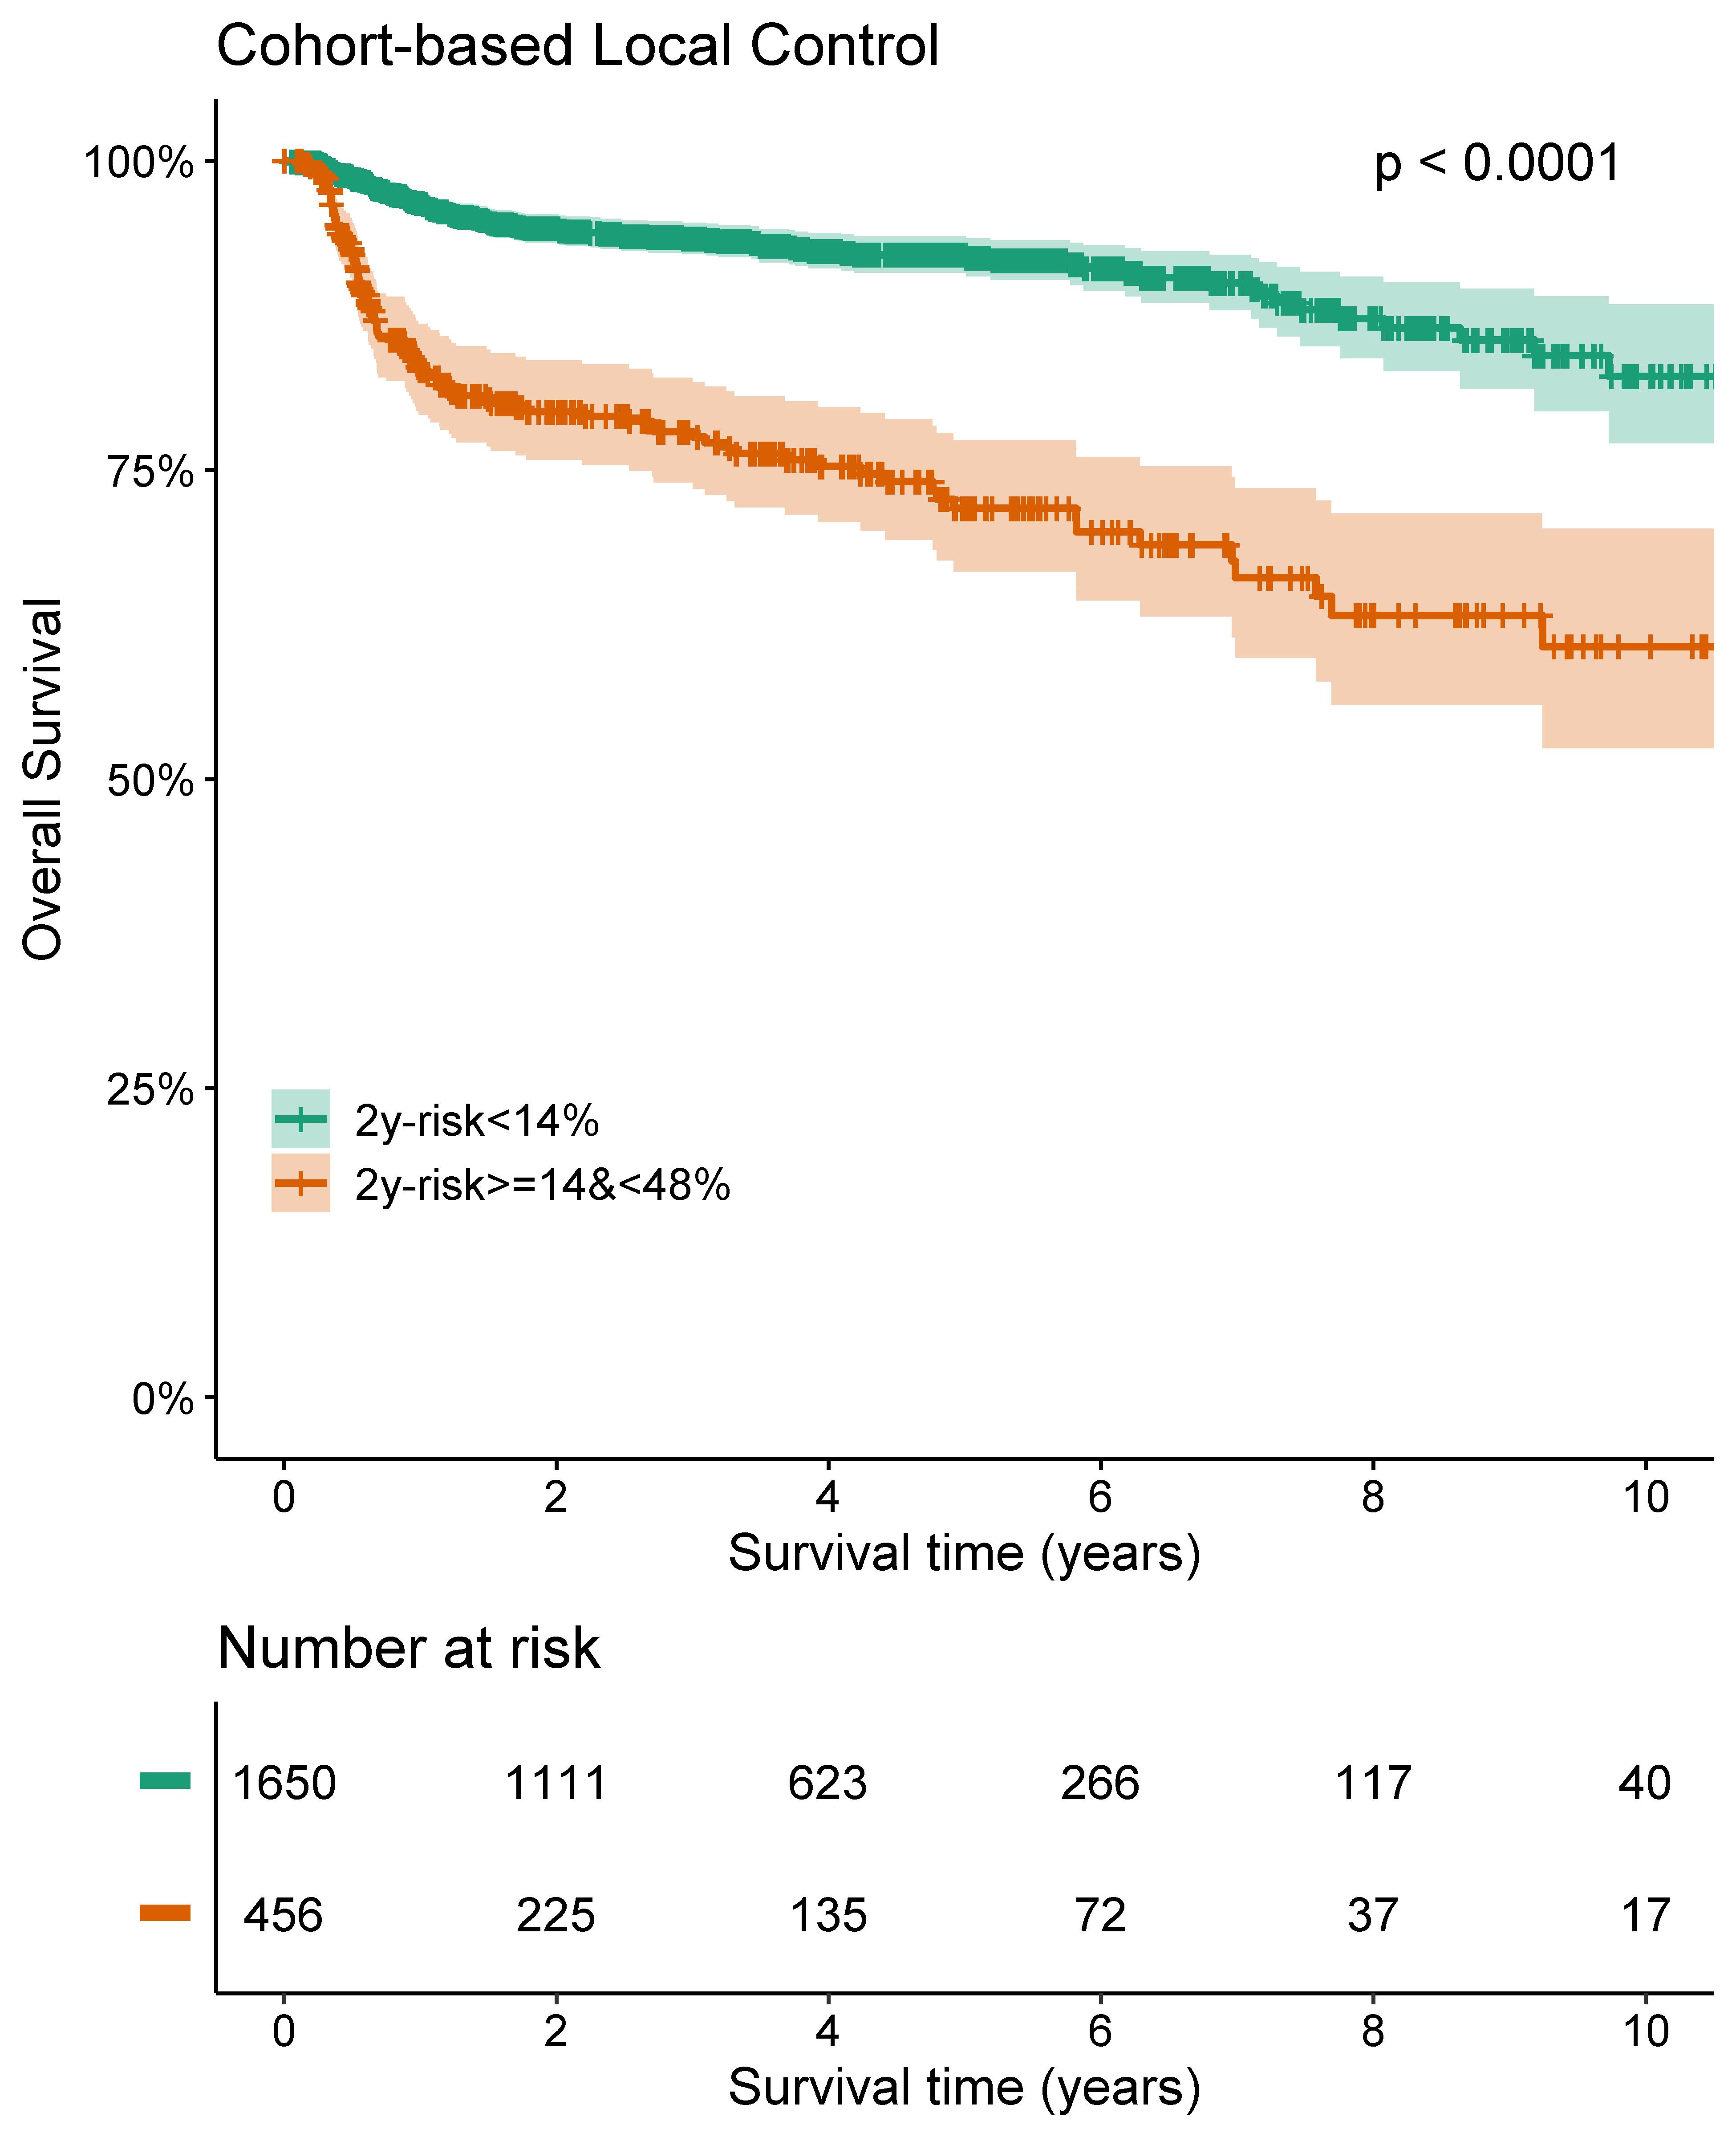 Cohort-based Local Control
p < 0.0001
100%
75%
50%
25%
0%
Overall Survival
2y-risk<14%
2y-risk>=14&<48%
0 2 4 6 8 10
Survival time (years)
Number at risk
1650 1111 623 266 117 40
456 225 135 72 37 17
0 2 4 6 8 10
Survival time (years)